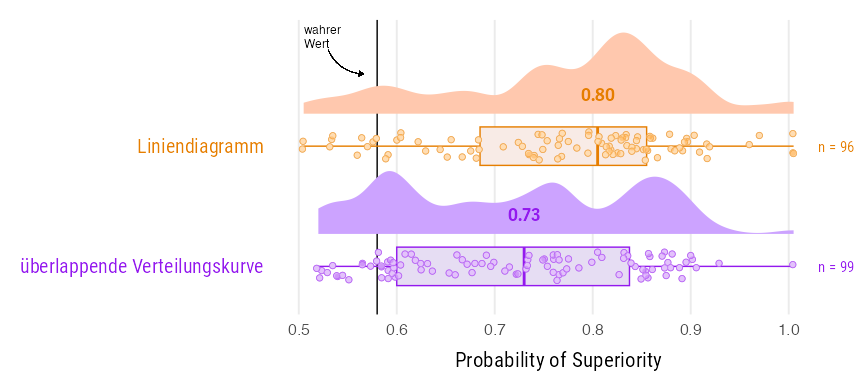 wahrer
Wert
0.80
Liniendiagramm
n = 96
0.73
überlappende Verteilungskurve
n = 99
0.5 0.6 0.7 0.8 0.9 1.0
Probability of Superiority